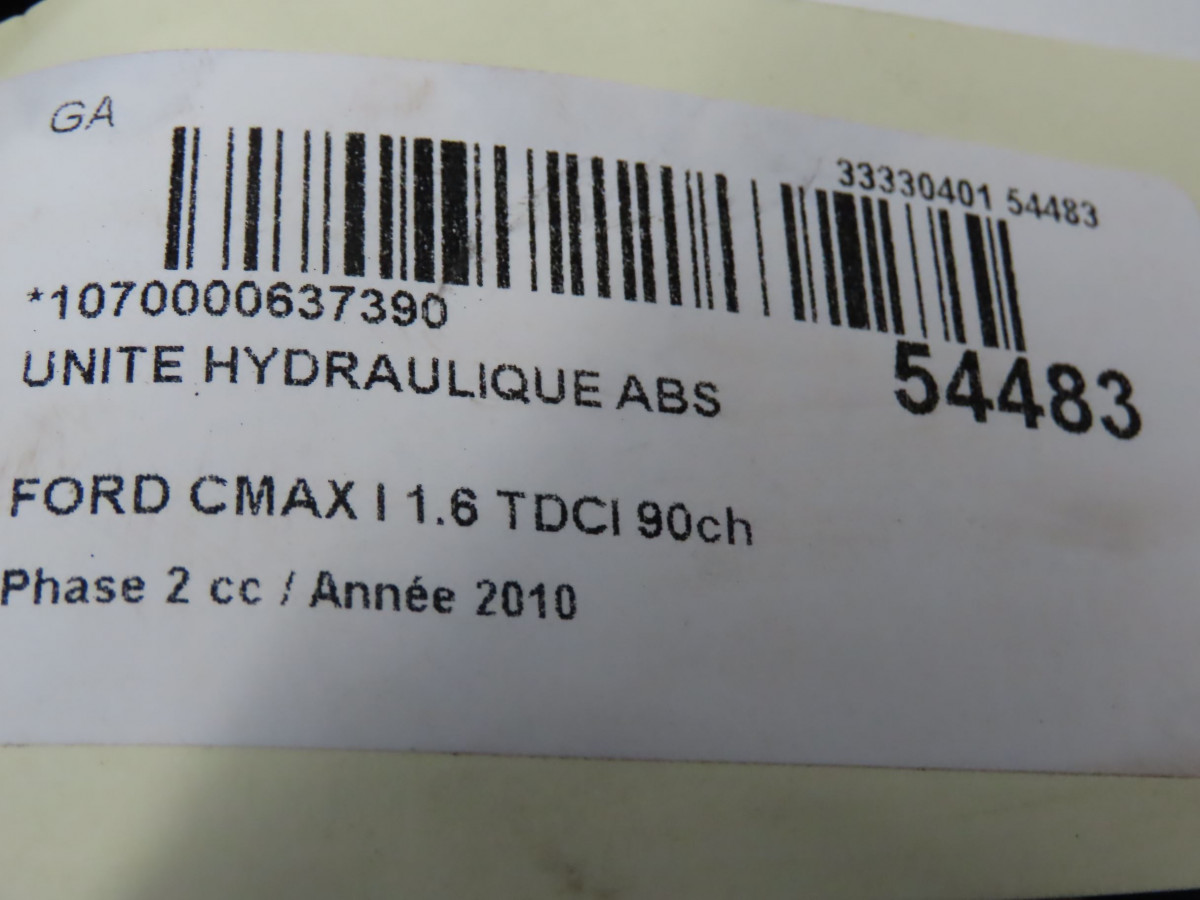 GA
33330401 54483
*1070000637390
54483
UNITE HYDRAULIQUE ABS
FORD CMAX I 1.6 TDCI 90ch
Phase 2 cc / Année 2010